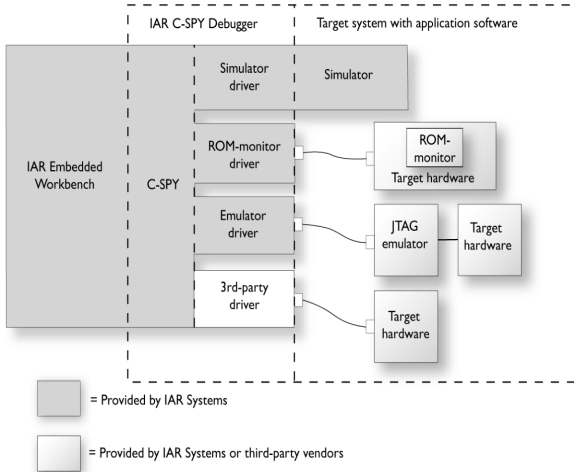 IAR C-SPY Debugger
Target system with application software
Simulator
driver
Simulator
ROM-monitor
driver
ROM-
monitor
Target hardware
IAR Embedded
Workbench
C-SPY
Emulator
driver
JTAG
emulator
Target
hardware
3rd-party
driver
Target
hardware
= Provided by IAR Systems
= Provided by IAR Systems or third-party vendors